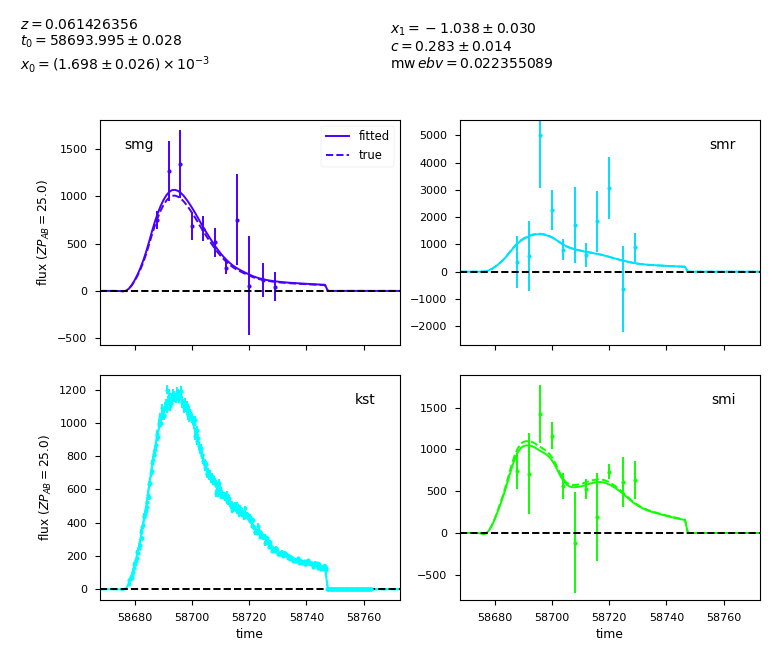 z = 0.061426356
t₀ = 58693.995 ± 0.028
x₀ = (1.698 ± 0.026) × 10⁻³
x₁ = −1.038 ± 0.030
c = 0.283 ± 0.014
mw ebv = 0.022355089
smg
fitted
true
1500
1000
500
0
−500
flux (ZP_AB = 25.0)
smr
5000
4000
3000
2000
1000
0
−1000
−2000
kst
1200
1000
800
600
400
200
0
flux (ZP_AB = 25.0)
58680 58700 58720 58740 58760
time
smi
1500
1000
500
0
−500
58680 58700 58720 58740 58760
time